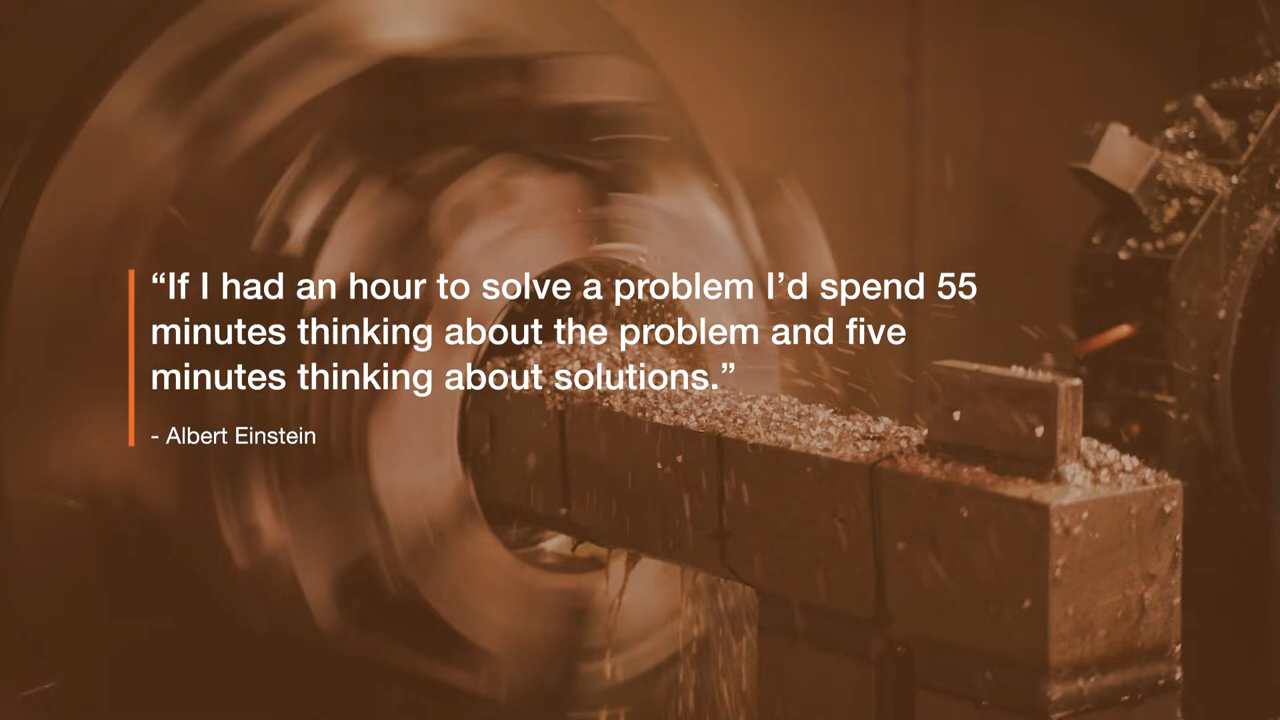 “If I had an hour to solve a problem I’d spend 55
minutes thinking about the problem and five
minutes thinking about solutions.”
- Albert Einstein